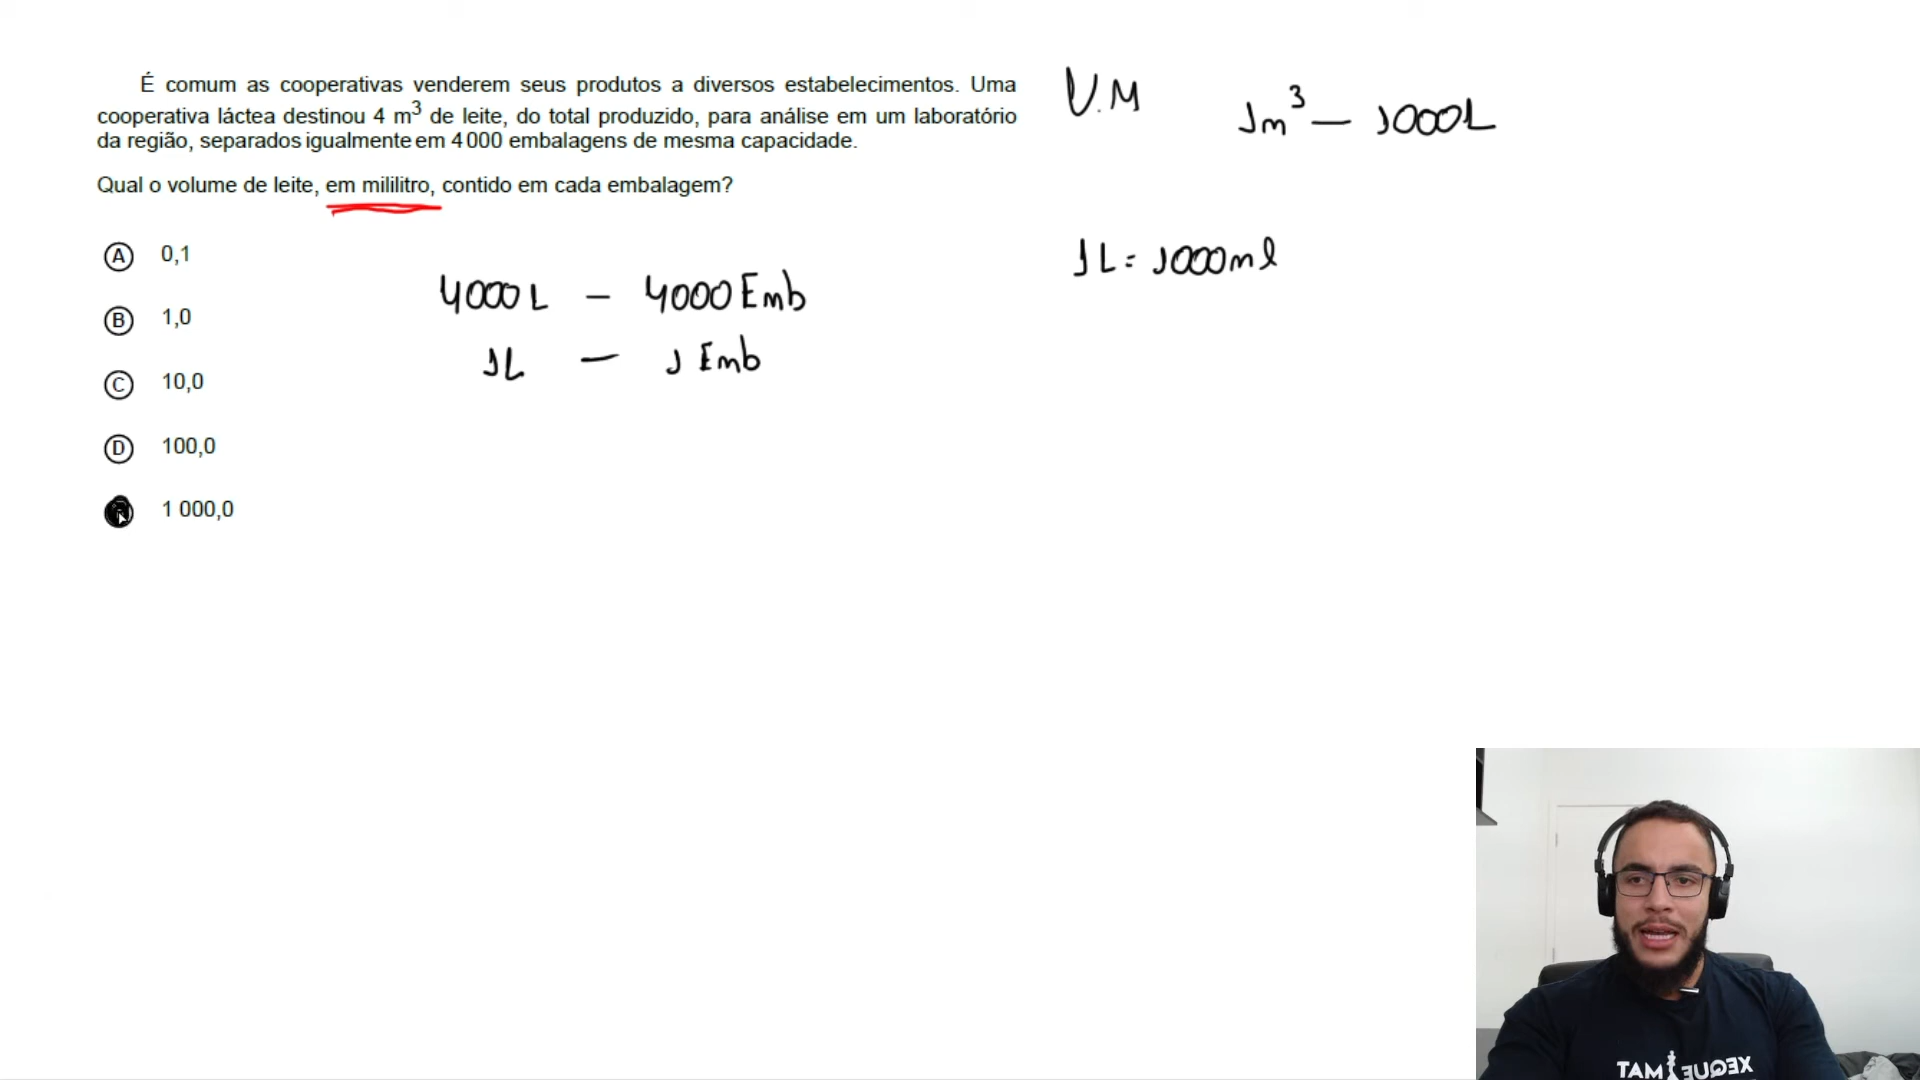 É comum as cooperativas venderem seus produtos a diversos estabelecimentos. Uma
cooperativa láctea destinou 4 m³ de leite, do total produzido, para análise em um laboratório
da região, separados igualmente em 4 000 embalagens de mesma capacidade.
Qual o volume de leite, em mililitro, contido em cada embalagem?
A 0,1
B 1,0
C 10,0
D 100,0
1 000,0
4000L - 4000 Emb
1L - 1 Emb
U.M
1m³ - 1000L
1L = 1000ml
TAM EUQEX